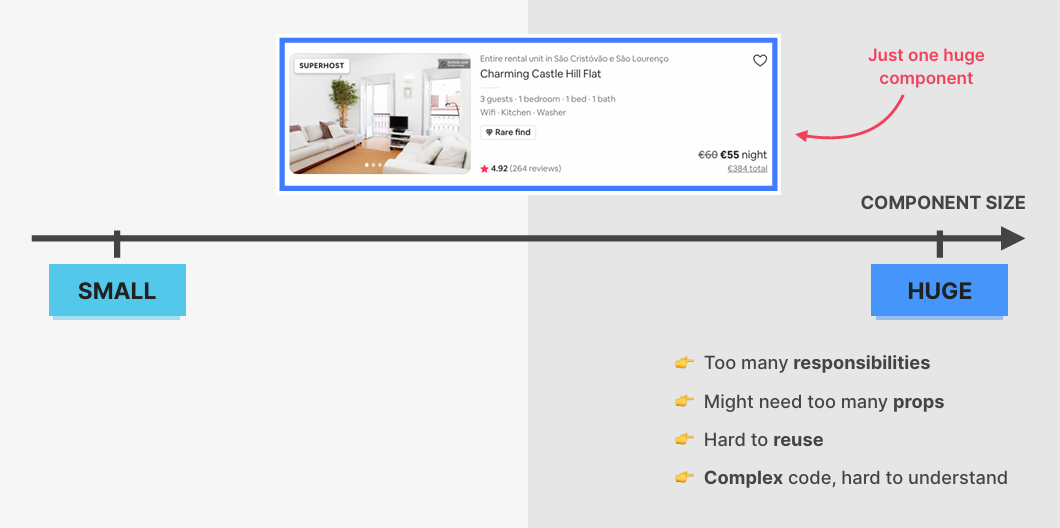 SUPERHOST
Entire rental unit in São Cristóvão e São Lourenço
Charming Castle Hill Flat
3 guests · 1 bedroom · 1 bed · 1 bath
Wifi · Kitchen · Washer
Rare find
€60 €55 night
4.92 (264 reviews)
€384 total
Just one huge
component
COMPONENT SIZE
SMALL
HUGE
👉 Too many responsibilities
👉 Might need too many props
👉 Hard to reuse
👉 Complex code, hard to understand